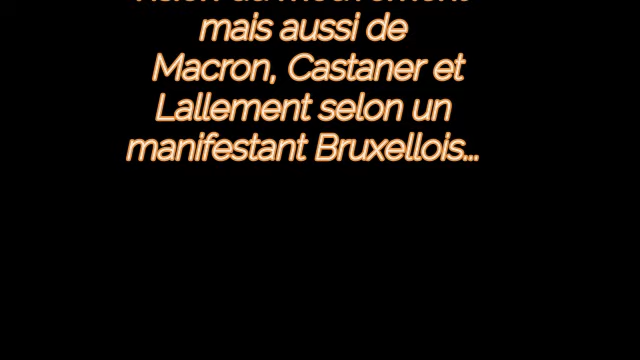 mais aussi de
Macron, Castaner et
Lallement selon un
manifestant Bruxellois...